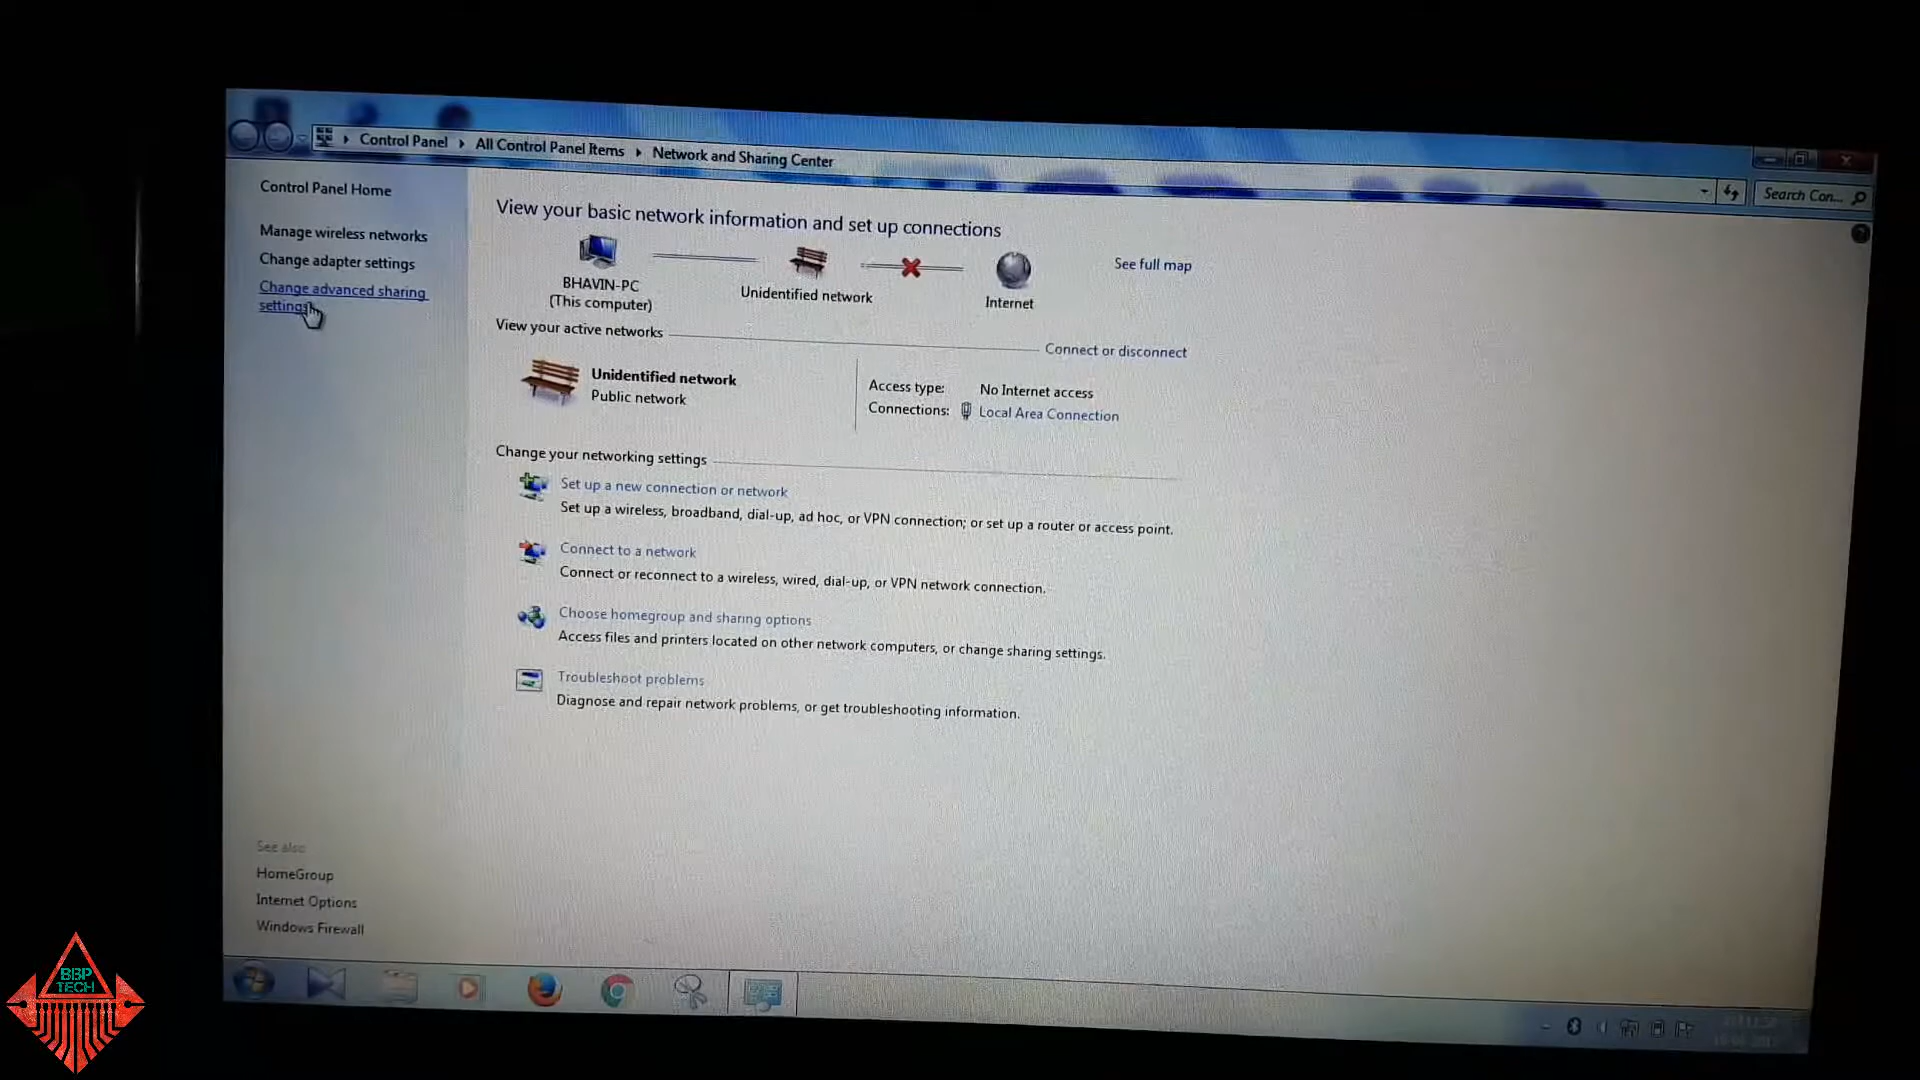 Control Panel
All Control Panel Items
Network and Sharing Center
Search Con...
Control Panel Home
Manage wireless networks
Change adapter settings
Change advanced sharing
settings
View your basic network information and set up connections
See full map
BHAVIN-PC
(This computer)
Unidentified network
Internet
View your active networks
Connect or disconnect
Unidentified network
Public network
Access type: No Internet access
Connections: Local Area Connection
Change your networking settings
Set up a new connection or network
Set up a wireless, broadband, dial-up, ad hoc, or VPN connection; or set up a router or access point.
Connect to a network
Connect or reconnect to a wireless, wired, dial-up, or VPN network connection.
Choose homegroup and sharing options
Access files and printers located on other network computers, or change sharing settings.
Troubleshoot problems
Diagnose and repair network problems, or get troubleshooting information.
See also
HomeGroup
Internet Options
Windows Firewall
BBP
TECH